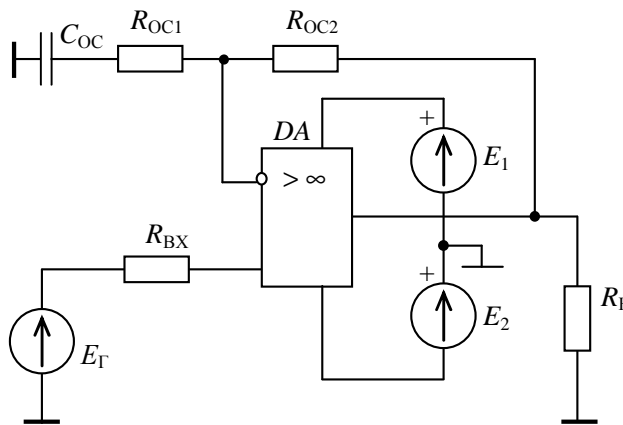 C_OC R_OC1 R_OC2
DA
+
E_1
> ∞
R_BX
+
E_2
E_Г